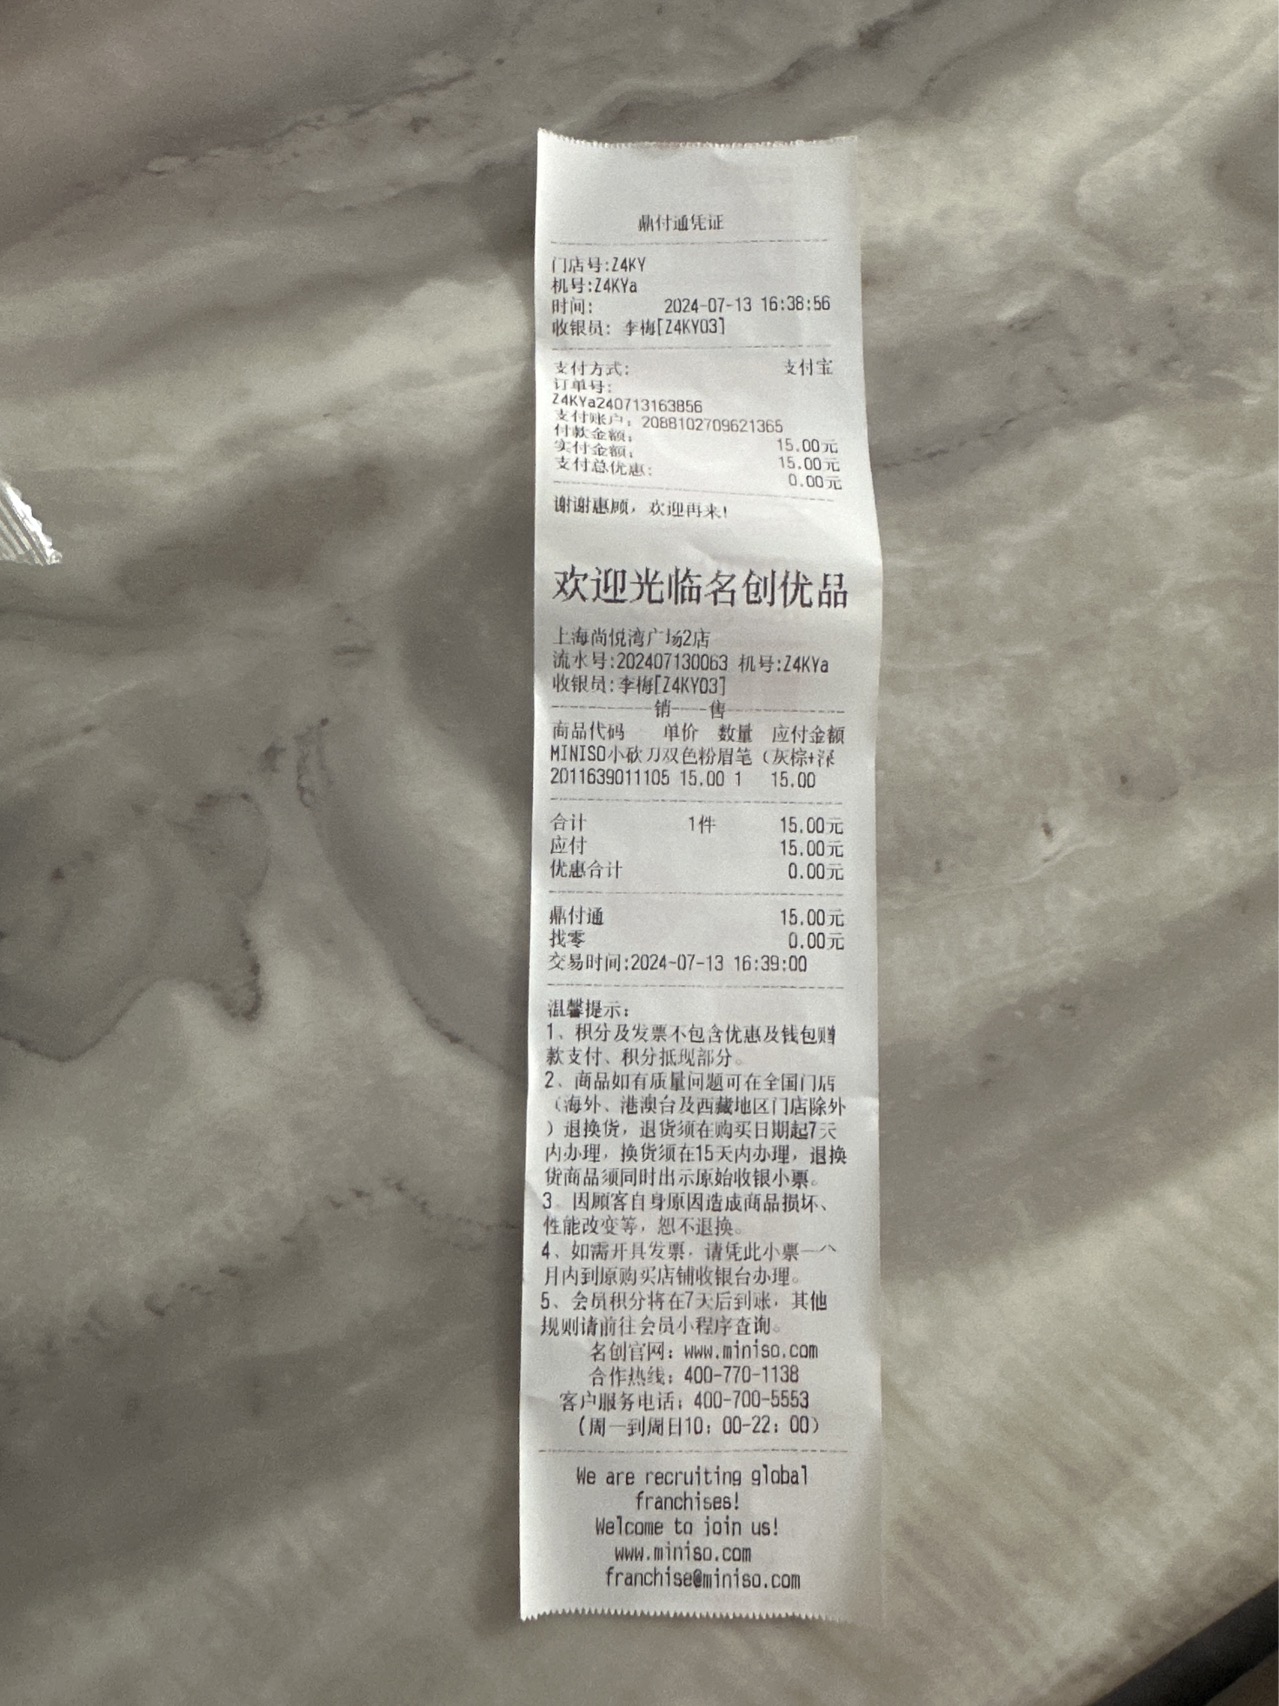 鼎付通凭证
门店号:Z4KY
机号:Z4KYa
时间: 2024-07-13 16:38:56
收银员: 李梅[Z4KY03]
支付方式: 支付宝
订单号:
Z4KYa240713163856
支付账户: 2088102709621365
付款金额: 15.00元
实付金额: 15.00元
支付总优惠: 0.00元
谢谢惠顾，欢迎再来!
欢迎光临名创优品
上海尚悦湾广场2店
流水号:202407130063 机号:Z4KYa
收银员:李梅[Z4KY03]
销 售
商品代码 单价 数量 应付金额
MINISO小砍刀双色粉眉笔（灰棕+深
2011639011105 15.00 1 15.00
合计 1件 15.00元
应付 15.00元
优惠合计 0.00元
鼎付通 15.00元
找零 0.00元
交易时间:2024-07-13 16:39:00
温馨提示:
1、积分及发票不包含优惠及钱包赠
款支付、积分抵现部分。
2、商品如有质量问题可在全国门店
（海外、港澳台及西藏地区门店除外
）退换货，退货须在购买日期起7天
内办理，换货须在15天内办理，退换
货商品须同时出示原始收银小票。
3、因顾客自身原因造成商品损坏、
性能改变等，恕不退换。
4、如需开具发票，请凭此小票一个
月内到原购买店铺收银台办理。
5、会员积分将在7天后到账，其他
规则请前往会员小程序查询。
名创官网: www.miniso.com
合作热线: 400-770-1138
客户服务电话: 400-700-5553
(周一到周日10: 00-22: 00)
We are recruiting global
franchises!
Welcome to join us!
www.miniso.com
franchise@miniso.com